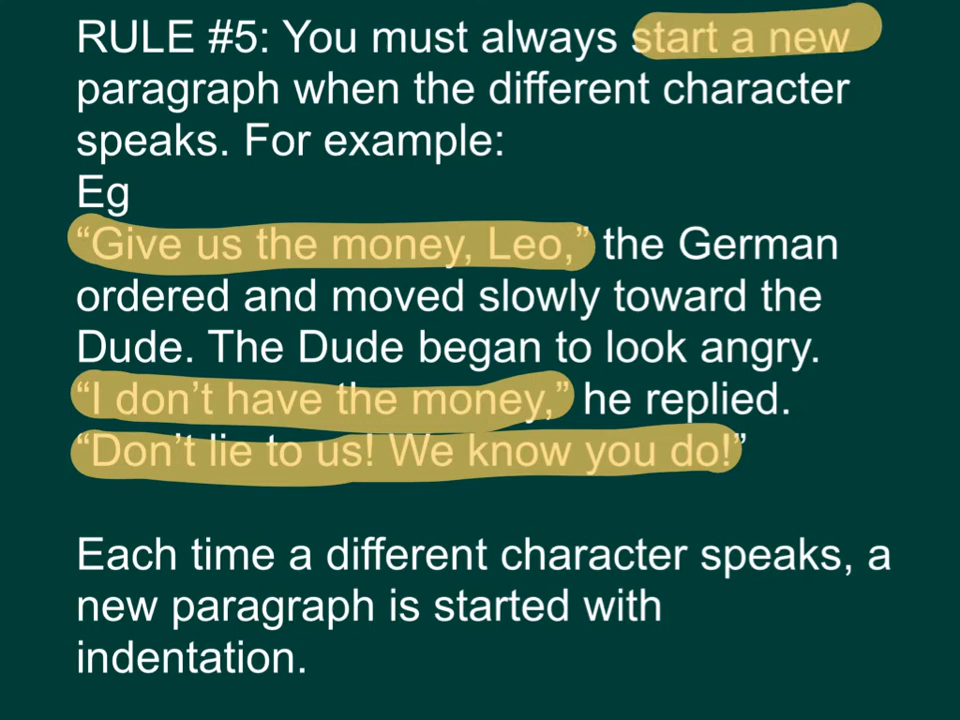 RULE #5: You must always start a new
paragraph when the different character
speaks. For example:
Eg
“Give us the money, Leo,” the German
ordered and moved slowly toward the
Dude. The Dude began to look angry.
“I don’t have the money,” he replied.
“Don’t lie to us! We know you do!”
Each time a different character speaks, a
new paragraph is started with
indentation.